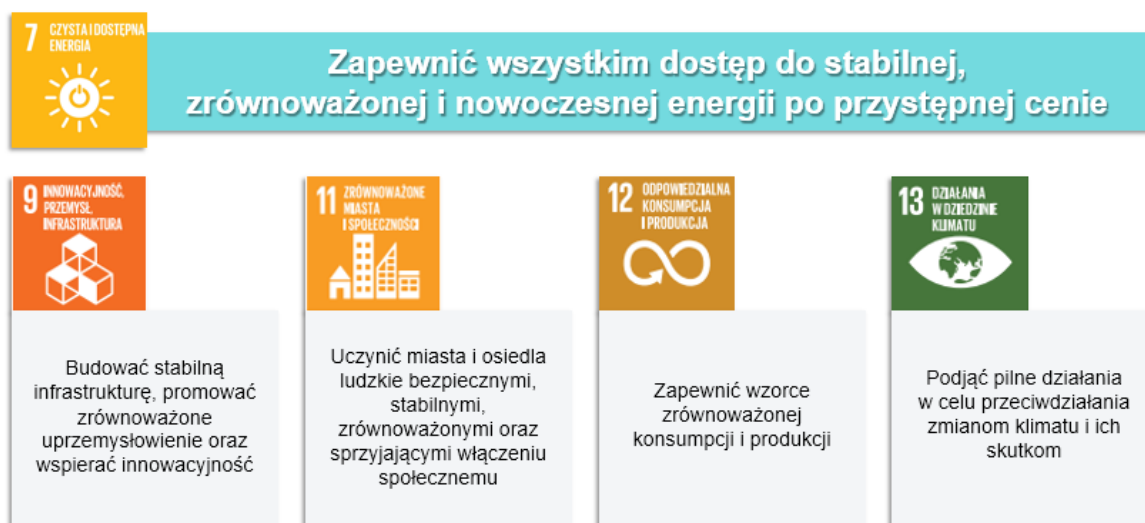 7 CZYSTA I DOSTĘPNA
ENERGIA
Zapewnić wszystkim dostęp do stabilnej,
zrównoważonej i nowoczesnej energii po przystępnej cenie
9 INNOWACYJNOŚĆ,
PRZEMYSŁ,
INFRASTRUKTURA
Budować stabilną
infrastrukturę, promować
zrównoważone
uprzemysłowienie oraz
wspierać innowacyjność
11 ZRÓWNOWAŻONE
MIASTA
I SPOŁECZNOŚCI
Uczynić miasta i osiedla
ludzkie bezpiecznymi,
stabilnymi,
zrównoważonymi oraz
sprzyjającymi włączeniu
społecznemu
12 ODPOWIEDZIALNA
KONSUMPCJA
I PRODUKCJA
Zapewnić wzorce
zrównoważonej
konsumpcji i produkcji
13 DZIAŁANIA
W DZIEDZINIE
KLIMATU
Podjąć pilne działania
w celu przeciwdziałania
zmianom klimatu i ich
skutkom